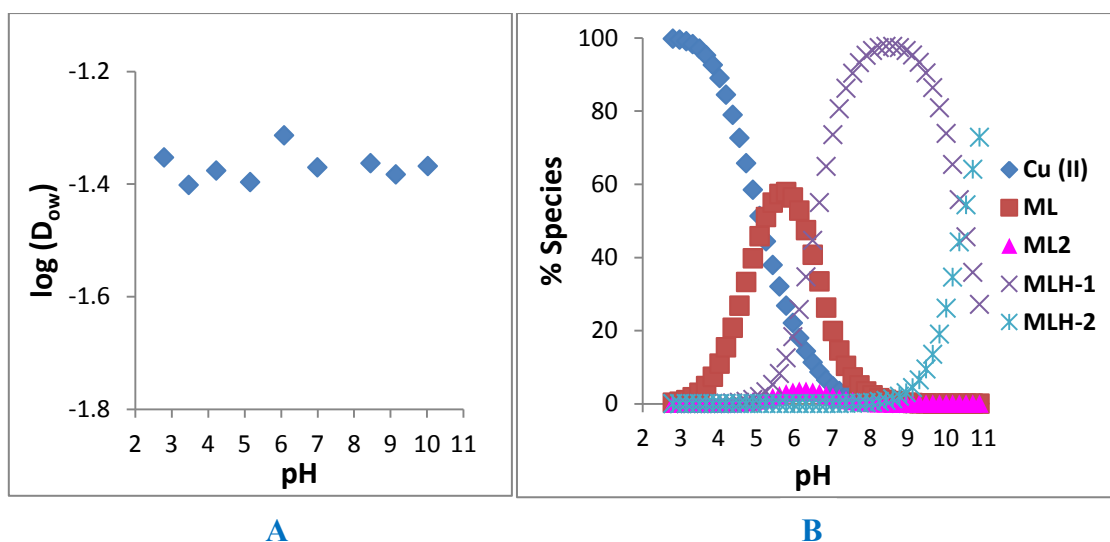 -1.2
-1.4
-1.6
-1.8
log (Dow)
2 3 4 5 6 7 8 9 10 11
pH
A
100
80
60
40
20
0
% Species
2 3 4 5 6 7 8 9 10 11
pH
Cu (II)
ML
ML2
MLH-1
MLH-2
B